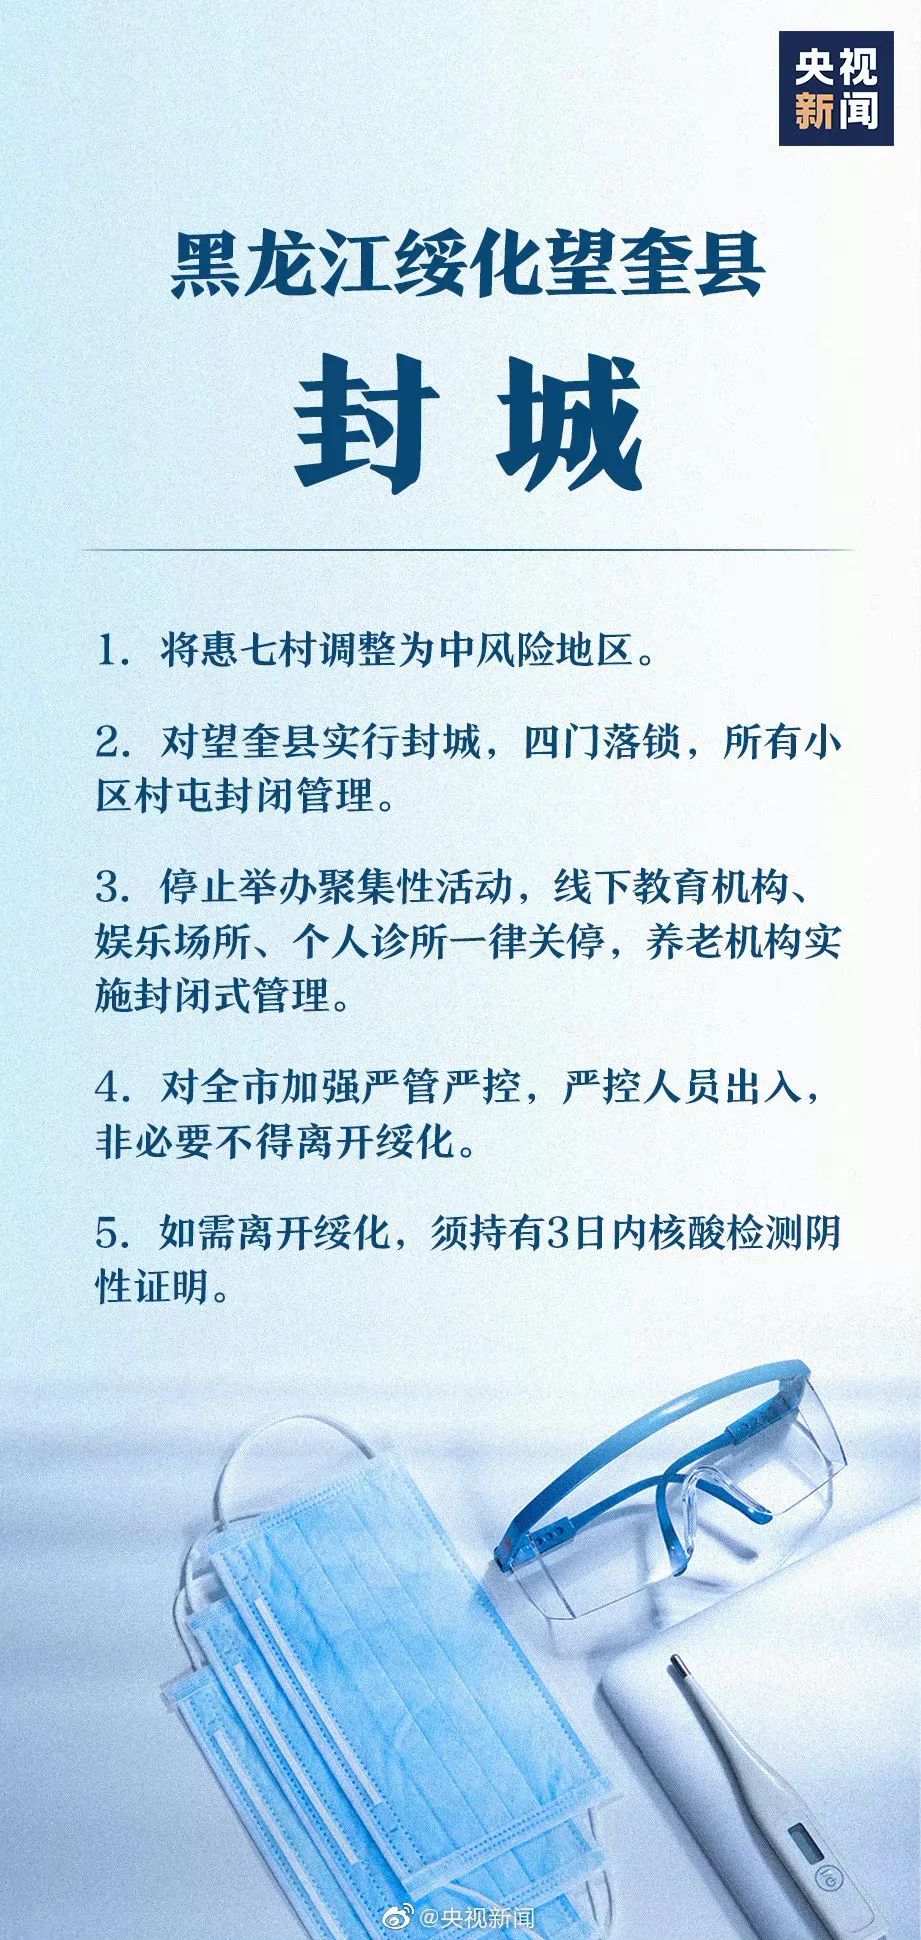 央视
新闻
黑龙江绥化望奎县
封城
1. 将惠七村调整为中风险地区。
2. 对望奎县实行封城，四门落锁，所有小
区村屯封闭管理。
3. 停止举办聚集性活动，线下教育机构、
娱乐场所、个人诊所一律关停，养老机构实
施封闭式管理。
4. 对全市加强严管严控，严控人员出入，
非必要不得离开绥化。
5. 如需离开绥化，须持有3日内核酸检测阴
性证明。
@央视新闻